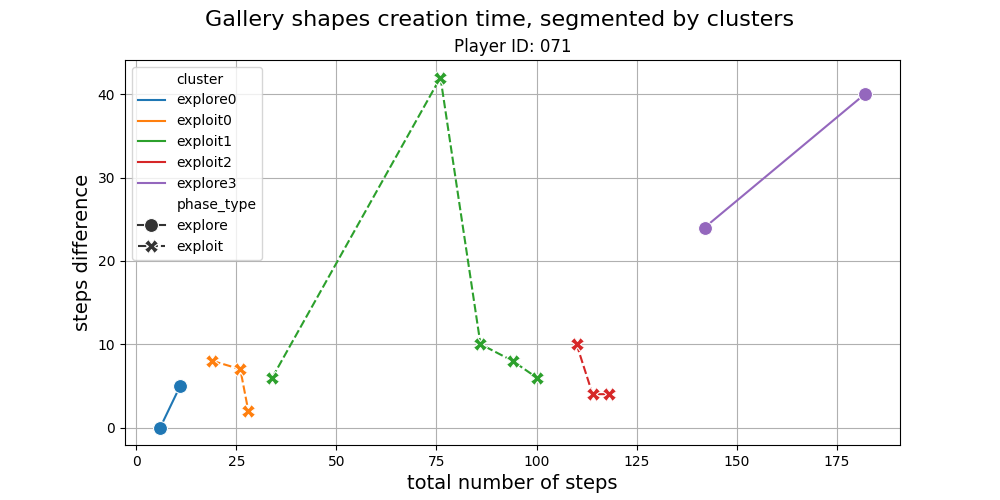 Gallery shapes creation time, segmented by clusters
Player ID: 071
cluster
explore0
exploit0
exploit1
exploit2
explore3
phase_type
explore
exploit
steps difference
40
30
20
10
0
0 25 50 75 100 125 150 175
total number of steps